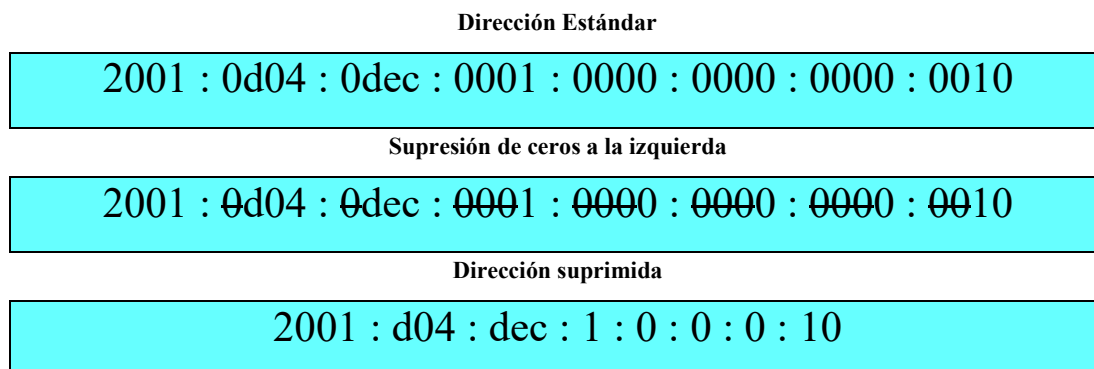 Dirección Estándar
2001 : 0d04 : 0dec : 0001 : 0000 : 0000 : 0000 : 0010
Supresión de ceros a la izquierda
2001 : 0d04 : 0dec : 0001 : 0000 : 0000 : 0000 : 0010
Dirección suprimida
2001 : d04 : dec : 1 : 0 : 0 : 0 : 10